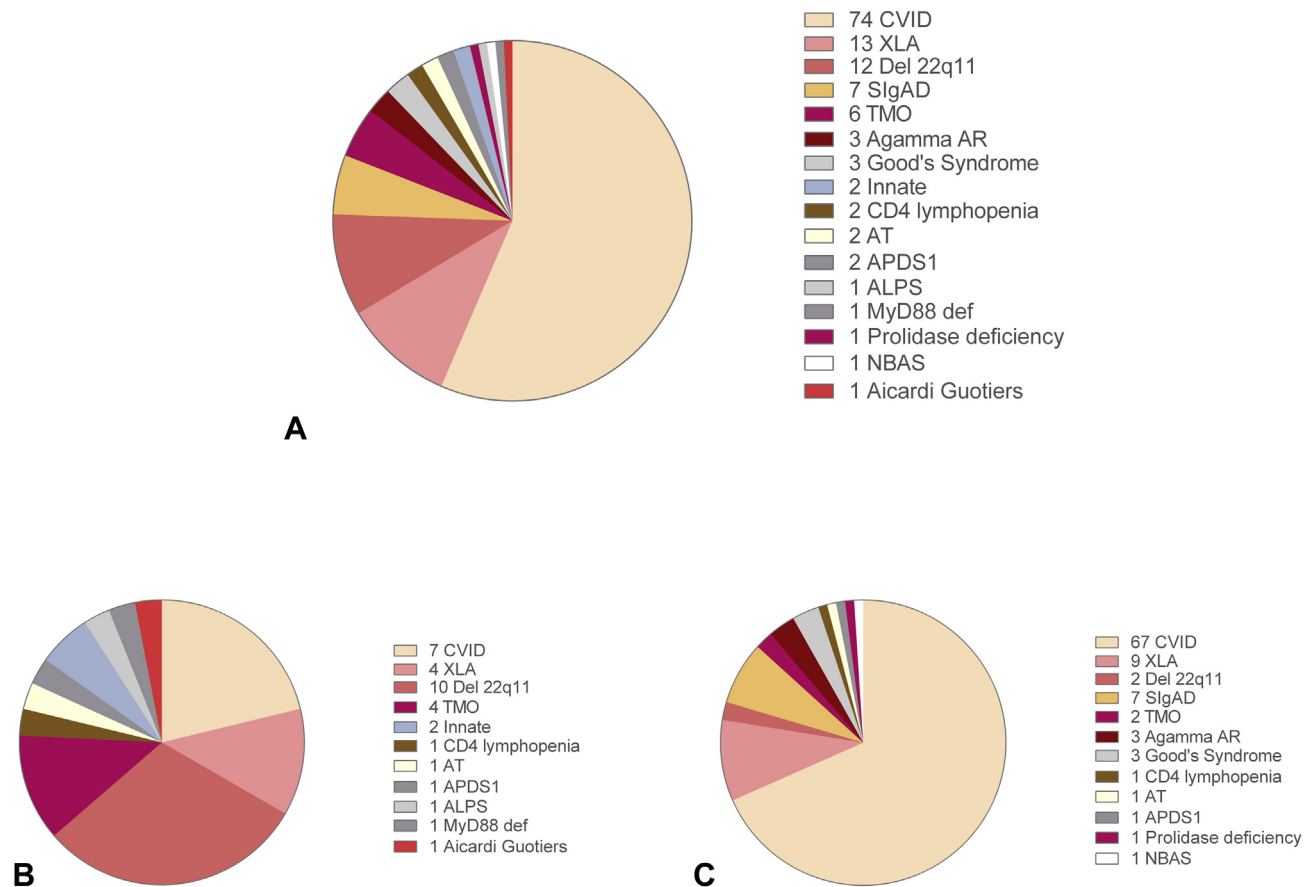 74 CVID
13 XLA
12 Del 22q11
7 SIgAD
6 TMO
3 Agamma AR
3 Good's Syndrome
2 Innate
2 CD4 lymphopenia
2 AT
2 APDS1
1 ALPS
1 MyD88 def
1 Prolidase deficiency
1 NBAS
1 Aicardi Guotiers
A
7 CVID
4 XLA
10 Del 22q11
4 TMO
2 Innate
1 CD4 lymphopenia
1 AT
1 APDS1
1 ALPS
1 MyD88 def
1 Aicardi Guotiers
B
67 CVID
9 XLA
2 Del 22q11
7 SIgAD
2 TMO
3 Agamma AR
3 Good's Syndrome
1 CD4 lymphopenia
1 AT
1 APDS1
1 Prolidase deficiency
1 NBAS
C